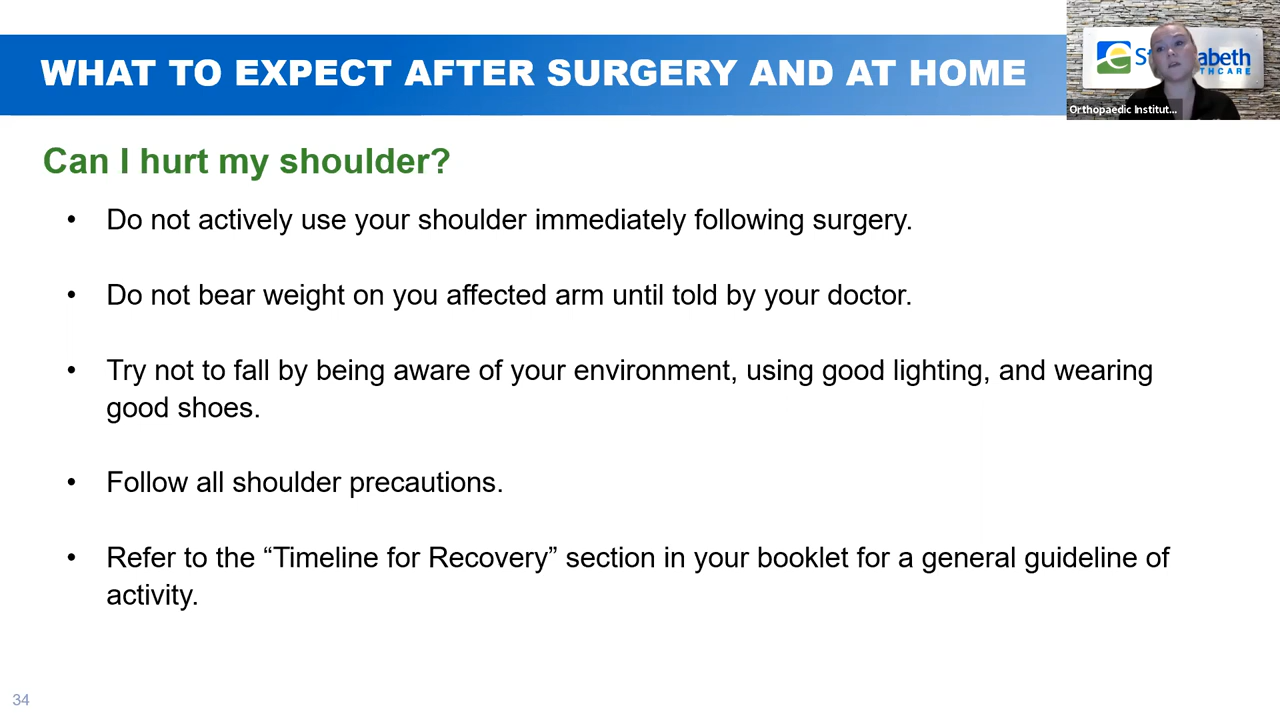 WHAT TO EXPECT AFTER SURGERY AND AT HOME
St
abeth
THCARE
Orthopaedic Institut...
Can I hurt my shoulder?
• Do not actively use your shoulder immediately following surgery.
• Do not bear weight on you affected arm until told by your doctor.
• Try not to fall by being aware of your environment, using good lighting, and wearing
good shoes.
• Follow all shoulder precautions.
• Refer to the “Timeline for Recovery” section in your booklet for a general guideline of
activity.
34